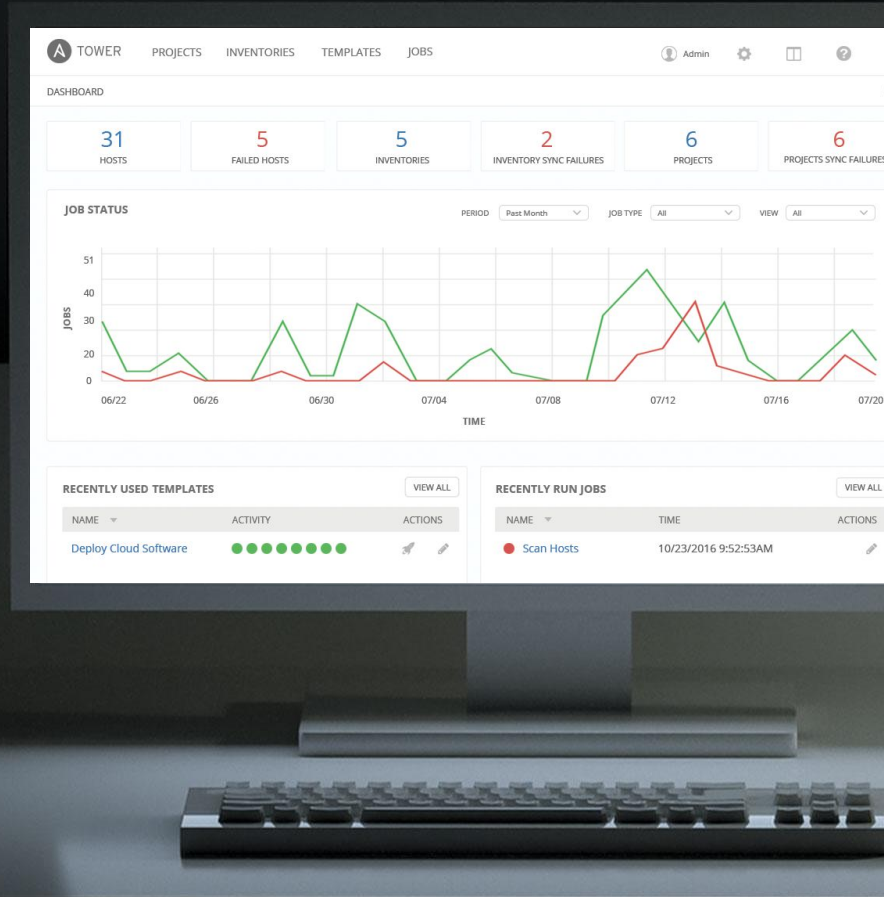 A TOWER PROJECTS INVENTORIES TEMPLATES JOBS Admin ?
DASHBOARD
31 5 5 2 6 6
HOSTS FAILED HOSTS INVENTORIES INVENTORY SYNC FAILURES PROJECTS PROJECTS SYNC FAILURES
JOB STATUS PERIOD Past Month JOB TYPE All VIEW All
51
40
30
20
0
JOBS
06/22 06/26 06/30 07/04 07/08 07/12 07/16 07/20
TIME
RECENTLY USED TEMPLATES VIEW ALL RECENTLY RUN JOBS VIEW ALL
NAME ACTIVITY ACTIONS NAME TIME ACTIONS
Deploy Cloud Software Scan Hosts 10/23/2016 9:52:53AM